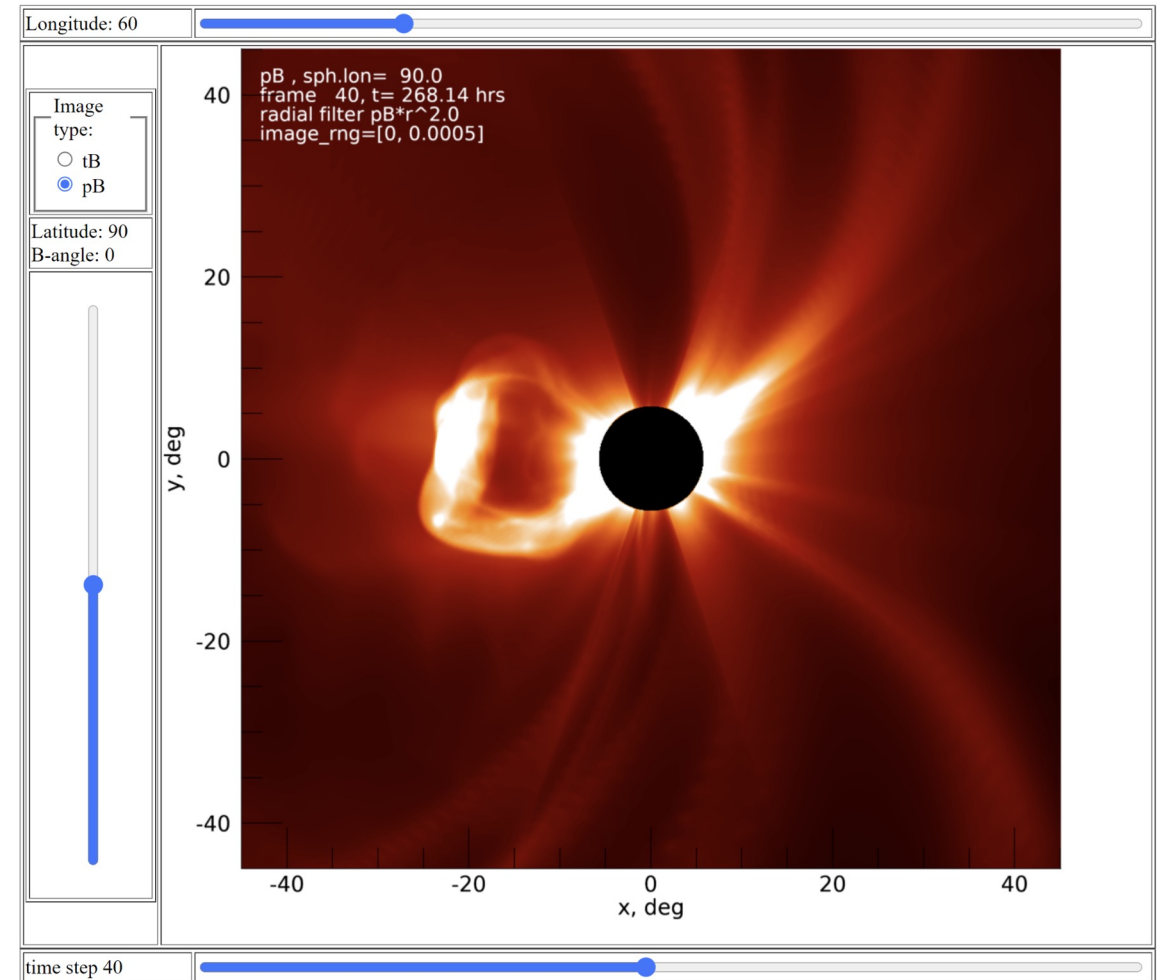 Longitude: 60
Image
type:
tB
pB
Latitude: 90
B-angle: 0
pB , sph.lon=  90.0
frame   40, t= 268.14 hrs
radial filter pB*r^2.0
image_rng=[0, 0.0005]
40
20
0
-20
-40
y, deg
-40
-20
0
20
40
x, deg
time step 40